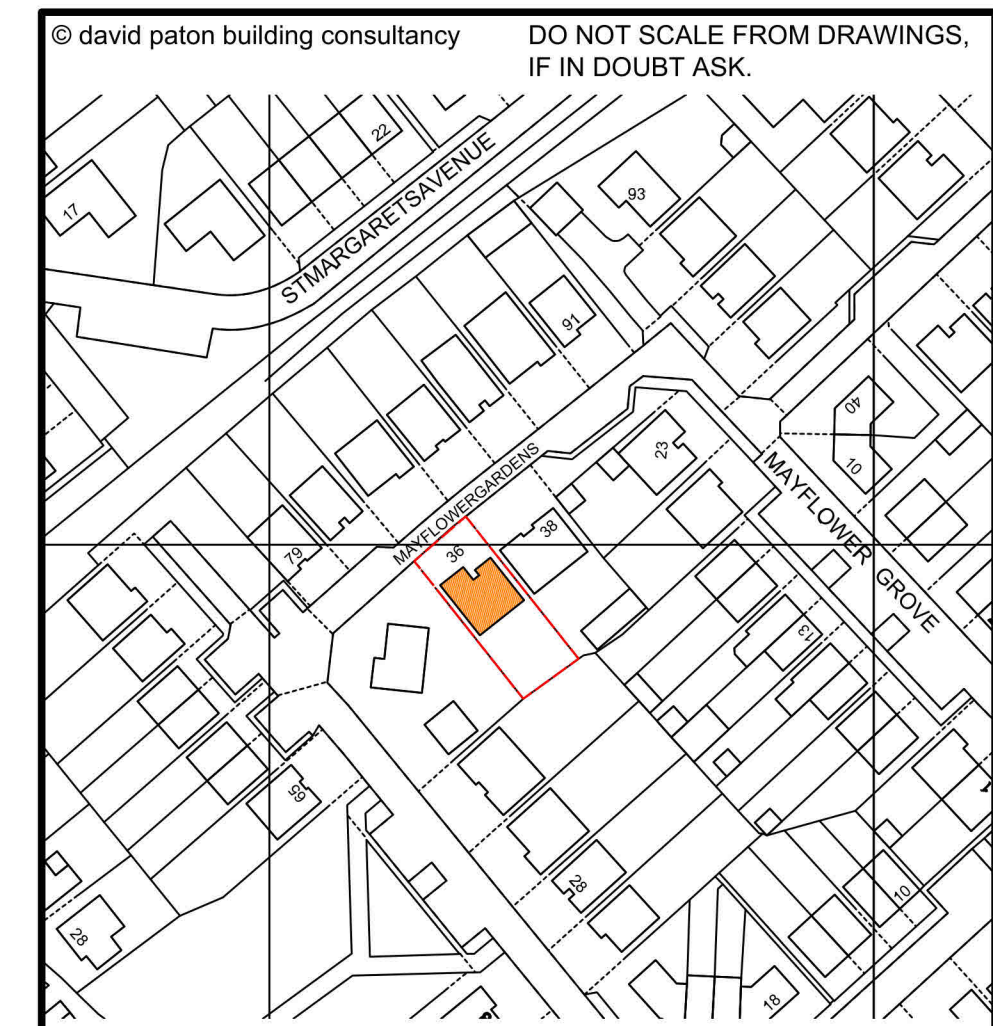 © david paton building consultancy
DO NOT SCALE FROM DRAWINGS,
IF IN DOUBT ASK.
22
17
STMARGARETSAVENUE
93
91
40
10
23
MAYFLOWERGARDENS
MAYFLOWER GROVE
79
36
38
13
65
28
28
10
18